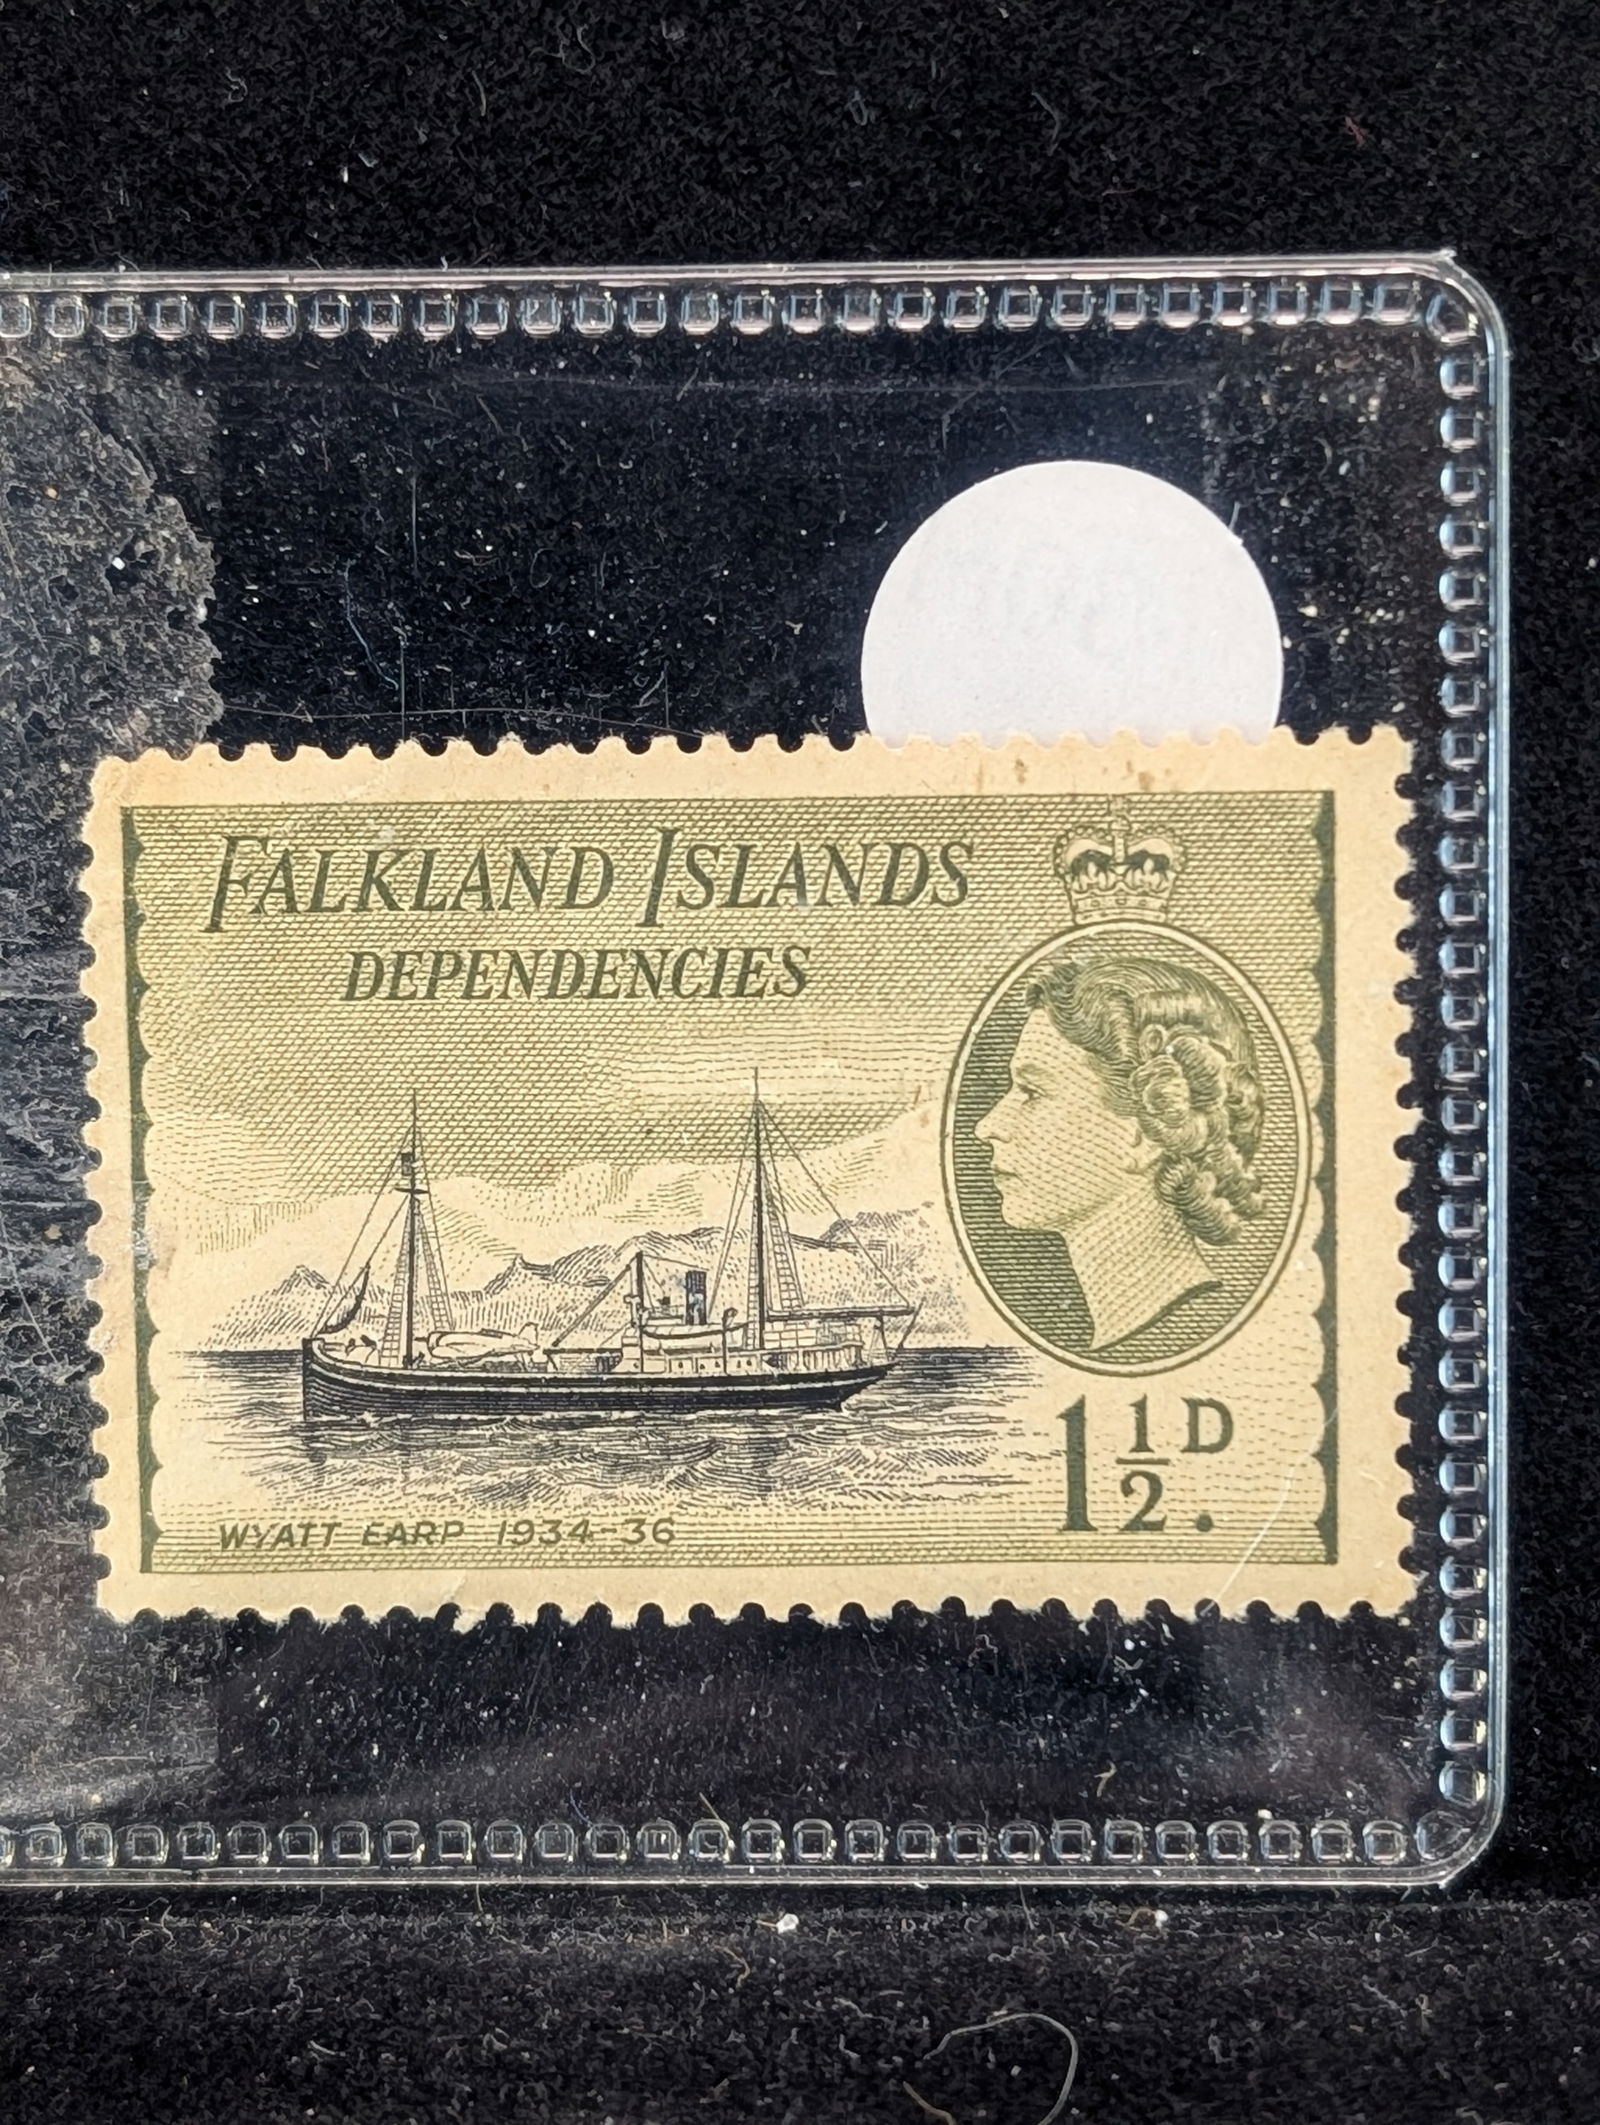 FALKLAND ISLANDS
DEPENDENCIES
1½D.
WYATT EARP 1934-36